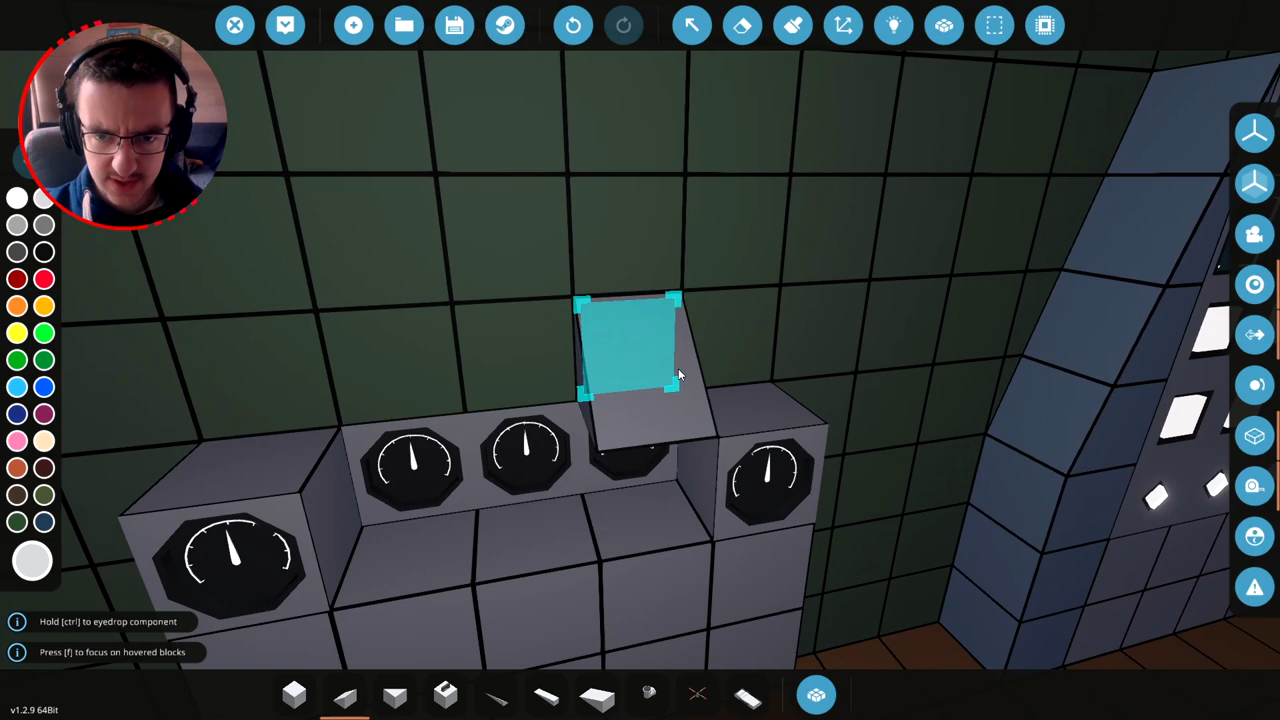 Hold [ctrl] to eyedrop component
Press [f] to focus on hovered blocks
v1.2.9 64Bit